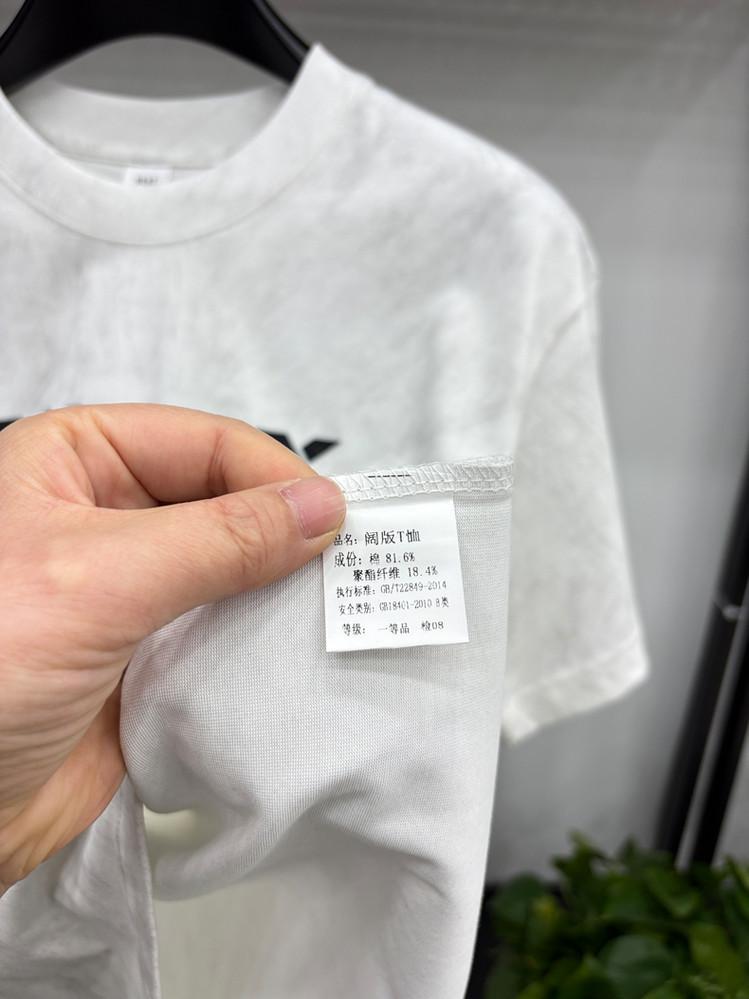 品名：阔版T恤
成份：棉 81.6%
聚酯纤维 18.4%
执行标准：GB/T22849-2014
安全类别：GB18401-2010 B类
等级：一等品 检08